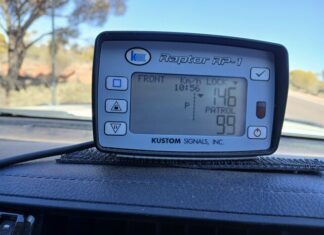 Raptor RP-1
FRONT km/h LOCK
10:56
146
P PATROL
99
KUSTOM SIGNALS, INC.